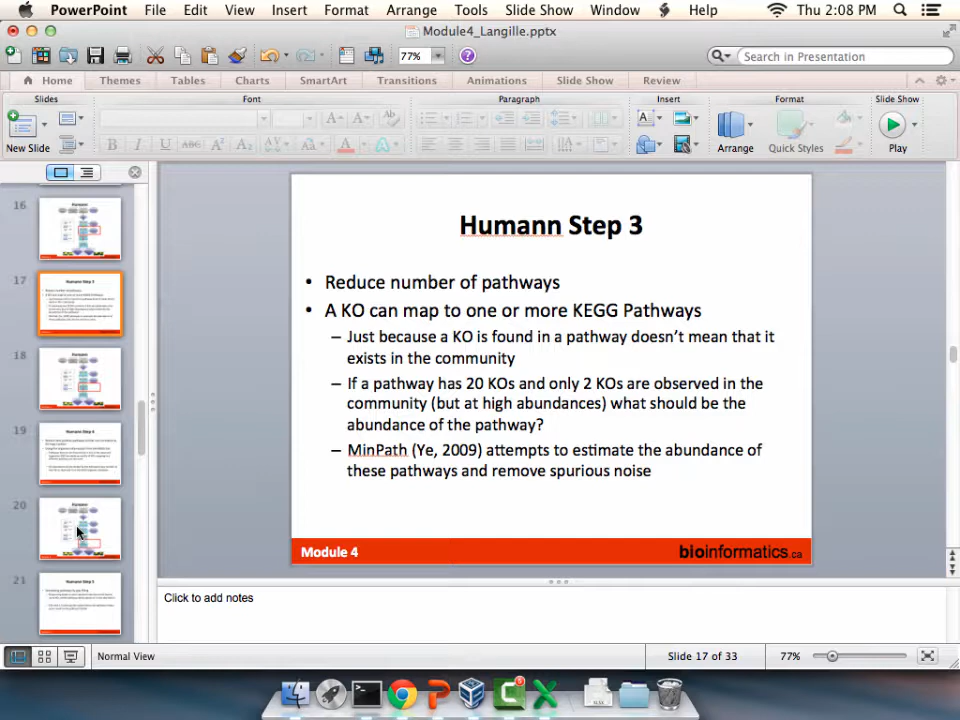 PowerPoint File Edit View Insert Format Arrange Tools Slide Show Window Help Thu 2:08 PM
Module4_Langille.pptx
77% Search in Presentation
Home Themes Tables Charts SmartArt Transitions Animations Slide Show Review
Slides Font Paragraph Insert Format Slide Show
New Slide Arrange Quick Styles Play
16
17
18
19
20
21
Humann Step 3
• Reduce number of pathways
• A KO can map to one or more KEGG Pathways
– Just because a KO is found in a pathway doesn’t mean that it
exists in the community
– If a pathway has 20 KOs and only 2 KOs are observed in the
community (but at high abundances) what should be the
abundance of the pathway?
– MinPath (Ye, 2009) attempts to estimate the abundance of
these pathways and remove spurious noise
Module 4 bioinformatics.ca
Click to add notes
Normal View Slide 17 of 33 77%